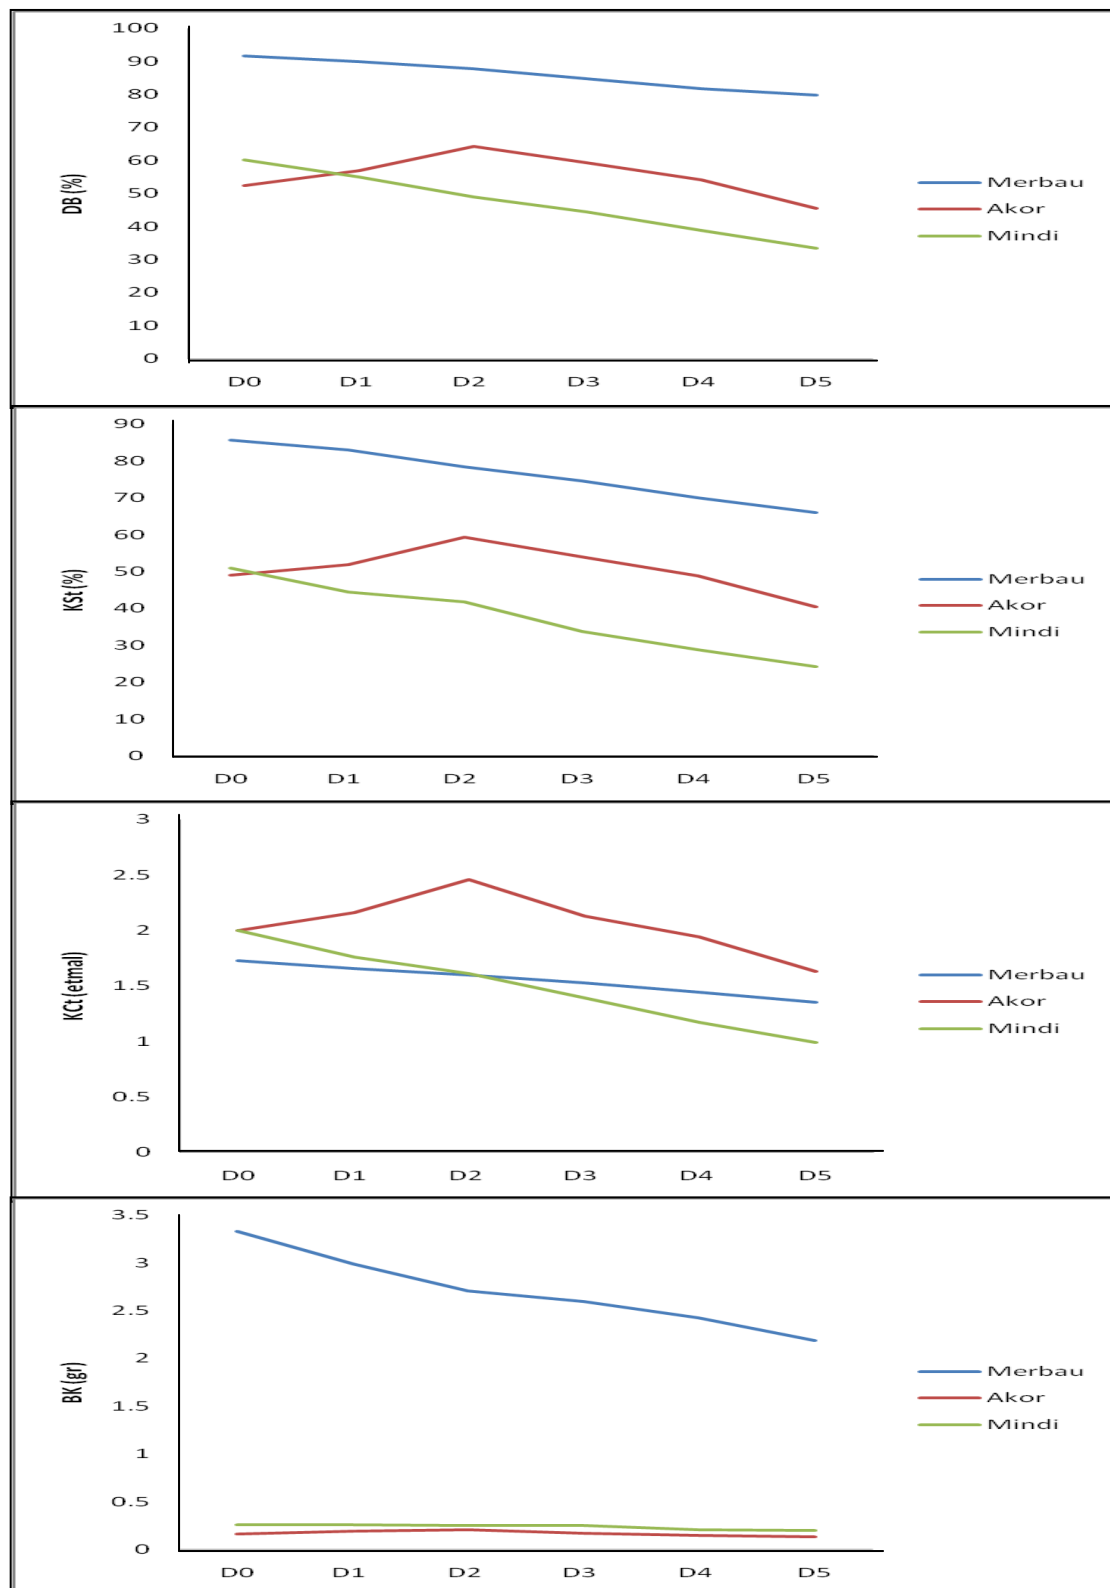 100
90
80
70
60
50
40
30
20
10
0
DB (%)
D0 D1 D2 D3 D4 D5
Merbau
Akor
Mindi
90
80
70
60
50
40
30
20
10
0
KSt (%)
D0 D1 D2 D3 D4 D5
Merbau
Akor
Mindi
3
2.5
2
1.5
1
0.5
0
KCt (etmal)
D0 D1 D2 D3 D4 D5
Merbau
Akor
Mindi
3.5
3
2.5
2
1.5
1
0.5
0
BK (gr)
D0 D1 D2 D3 D4 D5
Merbau
Akor
Mindi